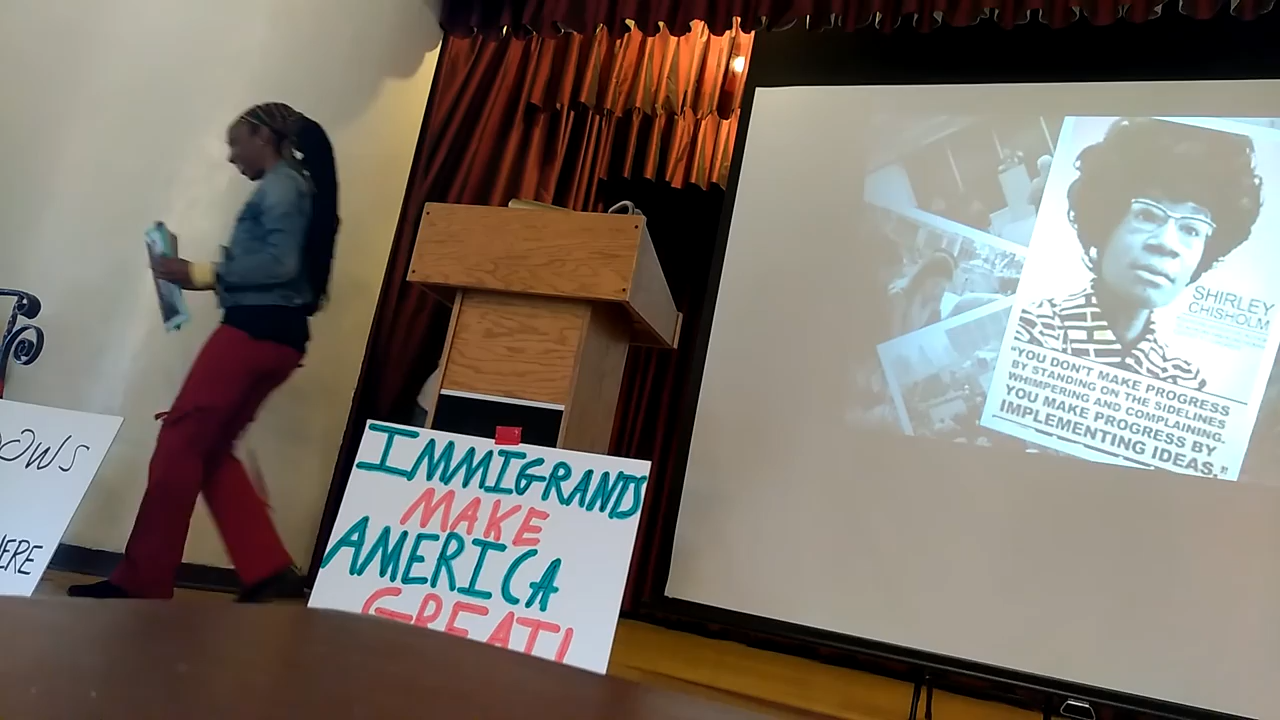 OWS
ERE
IMMIGRANTS
MAKE
AMERICA
GREAT!
SHIRLEY
CHISHOLM
"YOU DON'T MAKE PROGRESS
BY STANDING ON THE SIDELINES
WHIMPERING AND COMPLAINING.
YOU MAKE PROGRESS BY
IMPLEMENTING IDEAS."